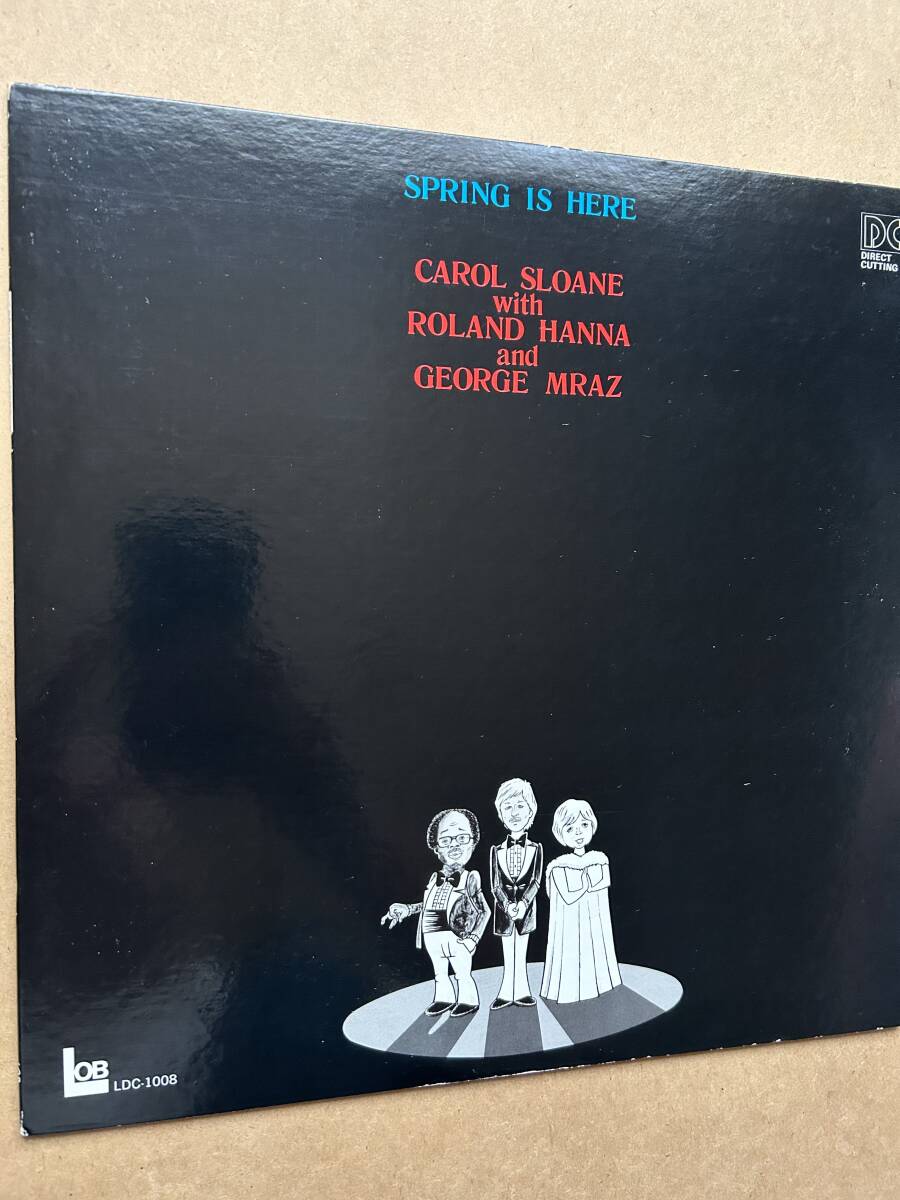 SPRING IS HERE
CAROL SLOANE
with
ROLAND HANNA
and
GEORGE MRAZ
DC
DIRECT
CUTTING
LOB
LDC-1008